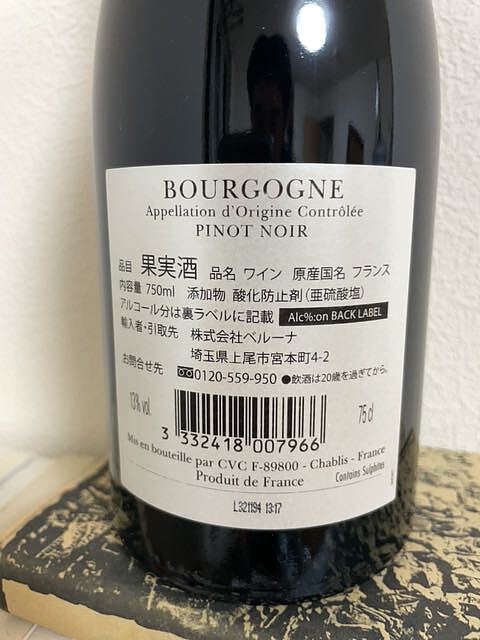 BOURGOGNE
Appellation d'Origine Contrôlée
PINOT NOIR
品目 果実酒 品名 ワイン 原産国名 フランス
内容量 750ml 添加物 酸化防止剤（亜硫酸塩）
アルコール分は裏ラベルに記載 Alc%:on BACK LABEL
輸入者・引取先 株式会社ベルーナ
埼玉県上尾市宮本町4-2
お問合せ先 0120-559-950 ●飲酒は20歳を過ぎてから。
13% vol
75 cl
3 332418 007966
Mis en bouteille par CVC F-89800 - Chablis - France
Produit de France
Contains Sulphites
L321194 13:17